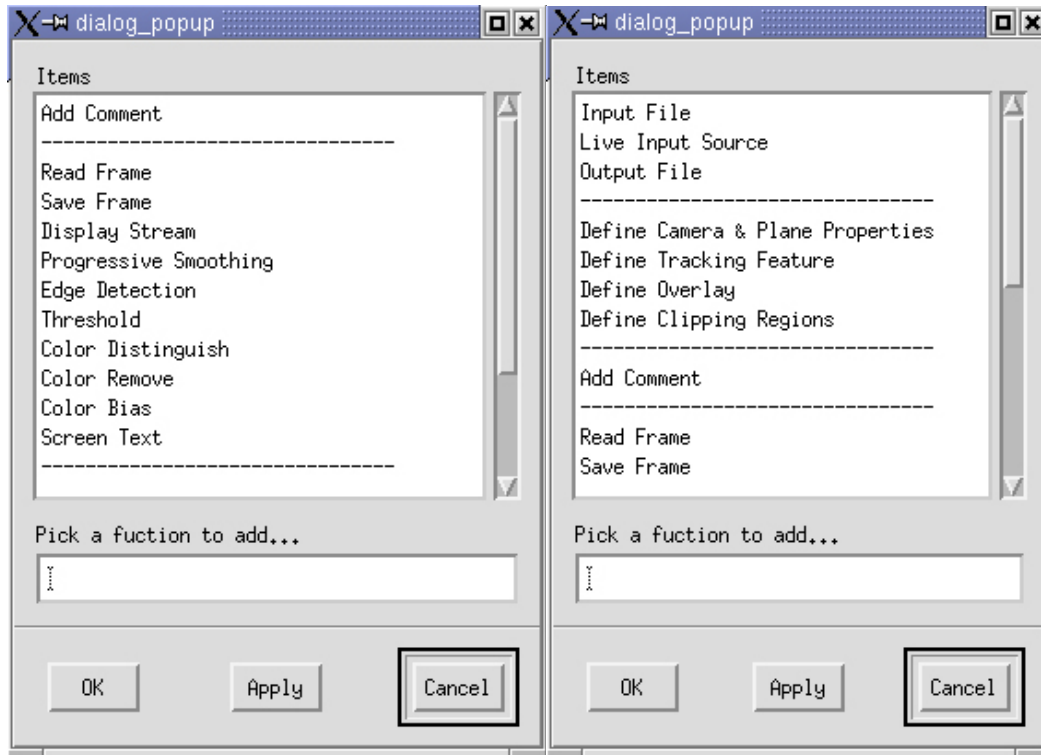 dialog_popup
Items
Add Comment
--------------------------------
Read Frame
Save Frame
Display Stream
Progressive Smoothing
Edge Detection
Threshold
Color Distinguish
Color Remove
Color Bias
Screen Text
--------------------------------
Pick a fuction to add...
OK
Apply
Cancel
dialog_popup
Items
Input File
Live Input Source
Output File
--------------------------------
Define Camera & Plane Properties
Define Tracking Feature
Define Overlay
Define Clipping Regions
--------------------------------
Add Comment
--------------------------------
Read Frame
Save Frame
Pick a fuction to add...
OK
Apply
Cancel